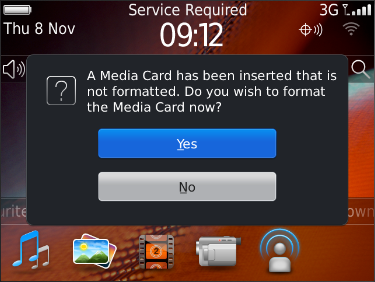 Service Required
3G
Thu 8 Nov
09:12
A Media Card has been inserted that is
not formatted. Do you wish to format
the Media Card now?
Yes
No